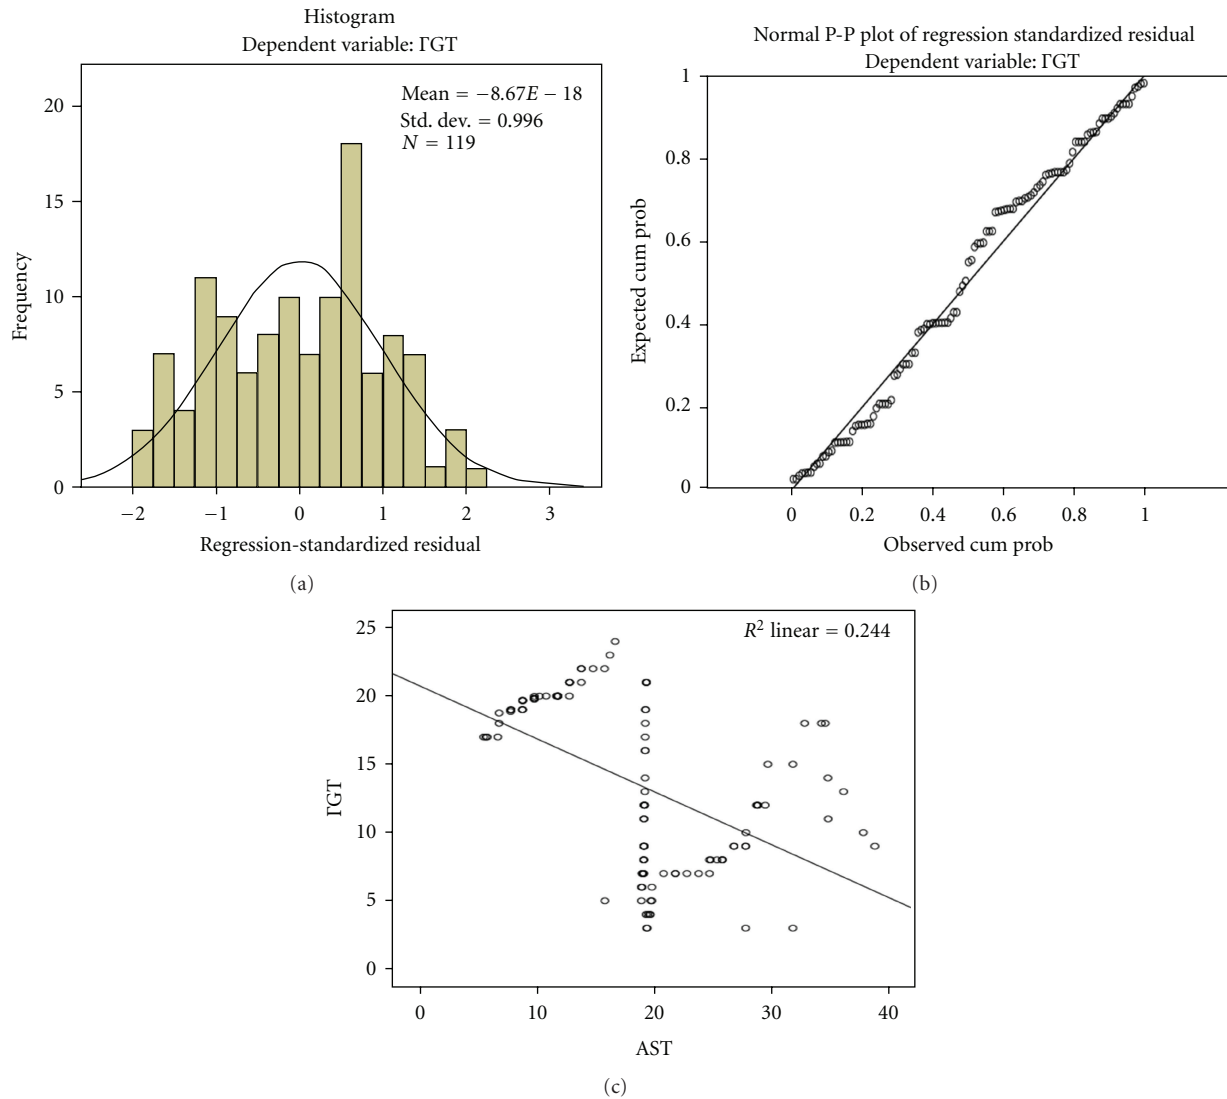 Histogram
Dependent variable: ΓGT
Mean = −8.67E − 18
Std. dev. = 0.996
N = 119
20
15
10
5
0
Frequency
−2 −1 0 1 2 3
Regression-standardized residual
(a)
Normal P-P plot of regression standardized residual
Dependent variable: ΓGT
1
0.8
0.6
0.4
0.2
0
Expected cum prob
0 0.2 0.4 0.6 0.8 1
Observed cum prob
(b)
R² linear = 0.244
25
20
15
10
5
0
ΓGT
0 10 20 30 40
AST
(c)